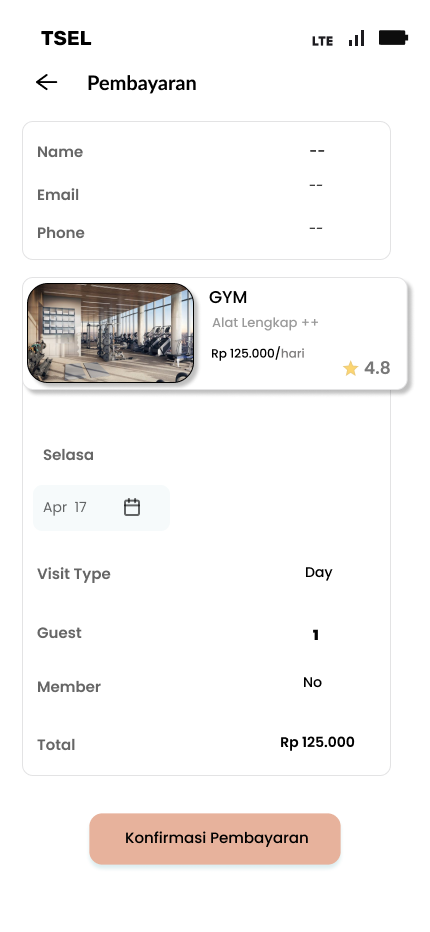 TSEL LTE
Pembayaran
Name --
Email --
Phone --
GYM
Alat Lengkap ++
Rp 125.000/hari
4.8
Selasa
Apr 17
Visit Type Day
Guest 1
Member No
Total Rp 125.000
Konfirmasi Pembayaran